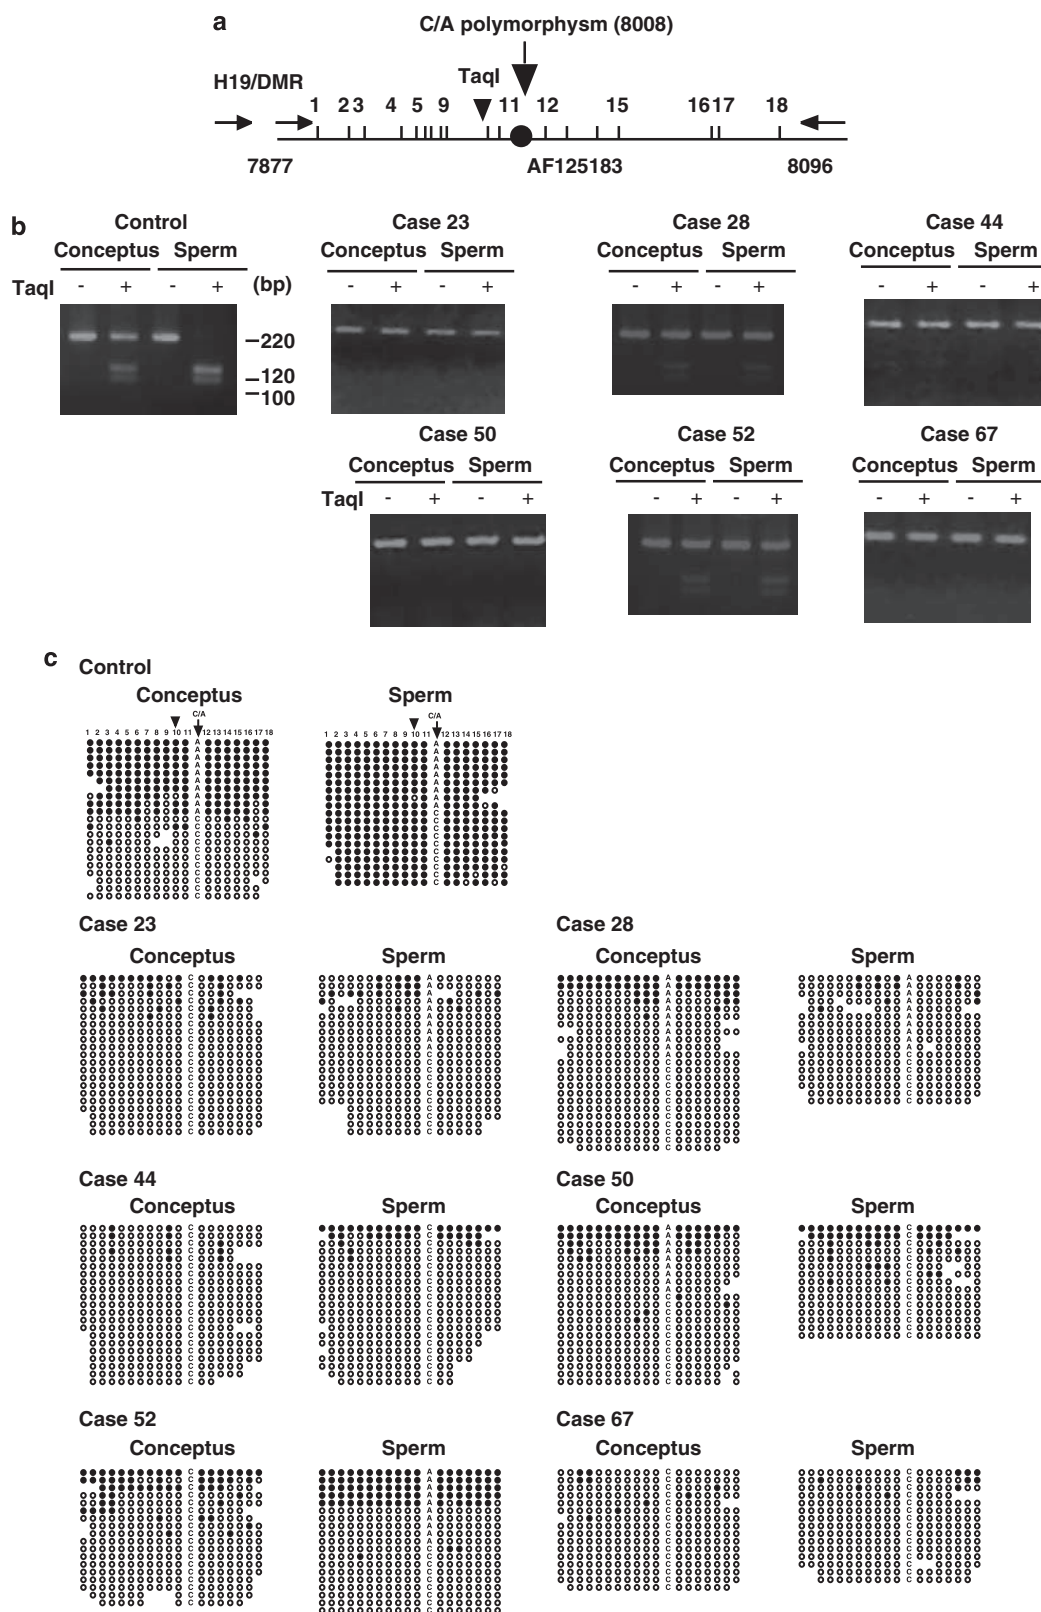 a
C/A polymorphysm (8008)
TaqI
H19/DMR
1 2 3 4 5 9 11 12 15 16 17 18
7877 AF125183 8096
b
Control Case 23 Case 28 Case 44
Conceptus Sperm Conceptus Sperm Conceptus Sperm Conceptus Sperm
TaqI - + - + (bp) - + - + - + - + - + - +
220
120
100
Case 50 Case 52 Case 67
Conceptus Sperm Conceptus Sperm Conceptus Sperm
TaqI - + - + - + - + - + - +
c
Control
Conceptus Sperm
C/A C/A
1 2 3 4 5 6 7 8 9 10 11 12 13 14 15 16 17 18 1 2 3 4 5 6 7 8 9 10 11 12 13 14 15 16 17 18
Case 23 Case 28
Conceptus Sperm Conceptus Sperm
Case 44 Case 50
Conceptus Sperm Conceptus Sperm
Case 52 Case 67
Conceptus Sperm Conceptus Sperm